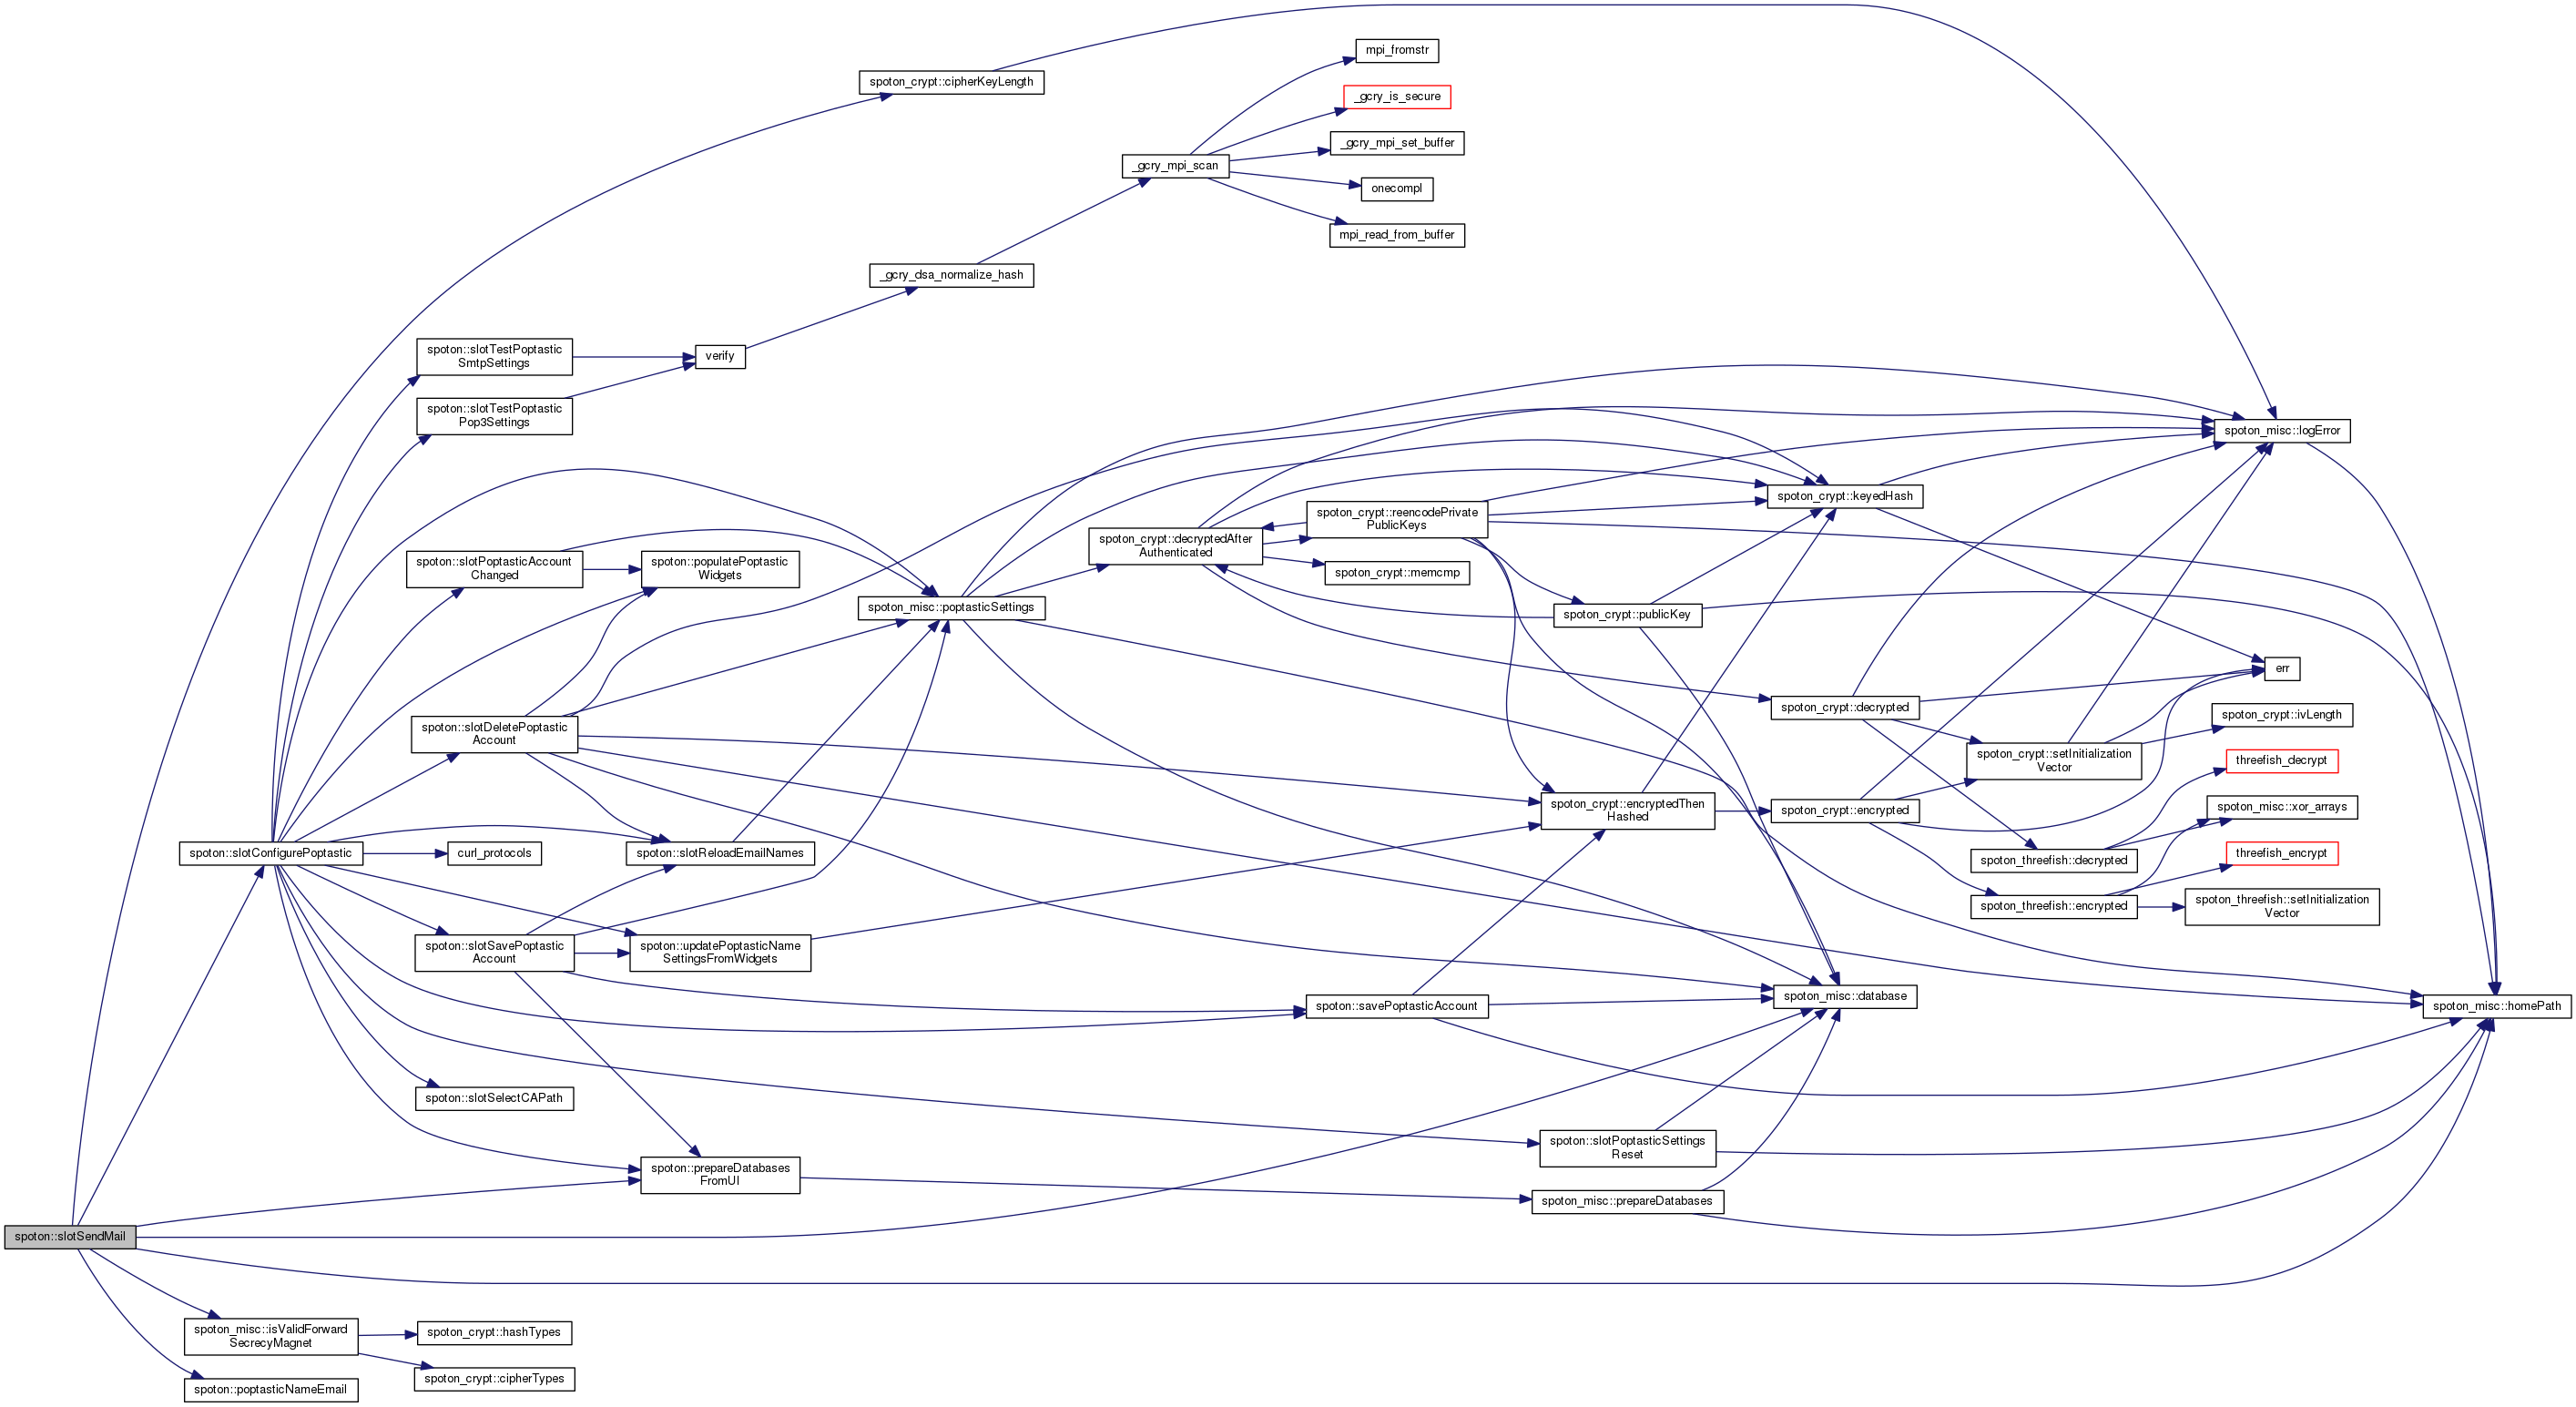 mpi_fromstr
spoton_crypt::cipherKeyLength
_gcry_is_secure
_gcry_mpi_set_buffer
_gcry_mpi_scan
onecompl
mpi_read_from_buffer
_gcry_dsa_normalize_hash
spoton::slotTestPoptastic
SmtpSettings
verify
spoton::slotTestPoptastic
Pop3Settings
spoton_misc::logError
spoton_crypt::keyedHash
spoton_crypt::reencodePrivate
PublicKeys
spoton_crypt::decryptedAfter
Authenticated
spoton::slotPoptasticAccount
Changed
spoton::populatePoptastic
Widgets
spoton_crypt::memcmp
spoton_misc::poptasticSettings
spoton_crypt::publicKey
err
spoton_crypt::decrypted
spoton_crypt::ivLength
spoton::slotDeletePoptastic
Account
spoton_crypt::setInitialization
Vector
threefish_decrypt
spoton_crypt::encryptedThen
Hashed
spoton_crypt::encrypted
spoton_misc::xor_arrays
spoton::slotConfigurePoptastic
curl_protocols
spoton::slotReloadEmailNames
spoton_threefish::decrypted
threefish_encrypt
spoton_threefish::encrypted
spoton_threefish::setInitialization
Vector
spoton::slotSavePoptastic
Account
spoton::updatePoptasticName
SettingsFromWidgets
spoton_misc::database
spoton::savePoptasticAccount
spoton_misc::homePath
spoton::slotSelectCAPath
spoton::slotPoptasticSettings
Reset
spoton::prepareDatabases
FromUI
spoton_misc::prepareDatabases
spoton::slotSendMail
spoton_misc::isValidForward
SecrecyMagnet
spoton_crypt::hashTypes
spoton_crypt::cipherTypes
spoton::poptasticNameEmail